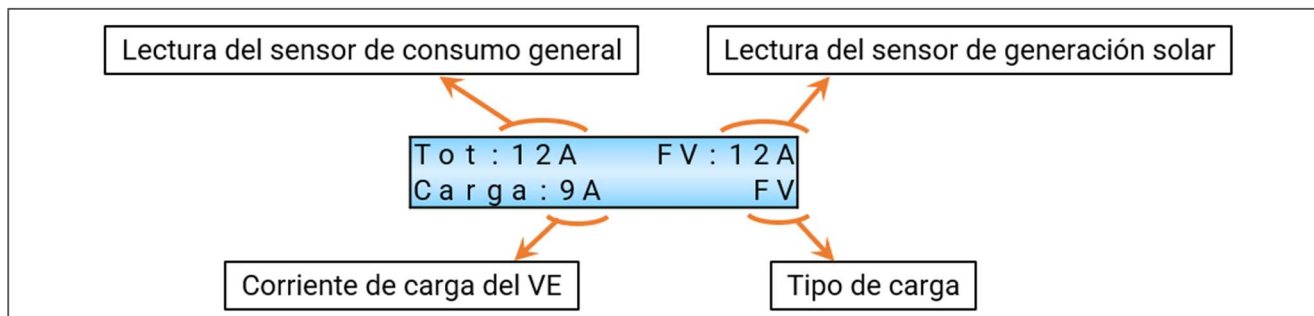 Lectura del sensor de consumo general
Lectura del sensor de generación solar
Tot:12A FV:12A
Carga:9A FV
Corriente de carga del VE
Tipo de carga